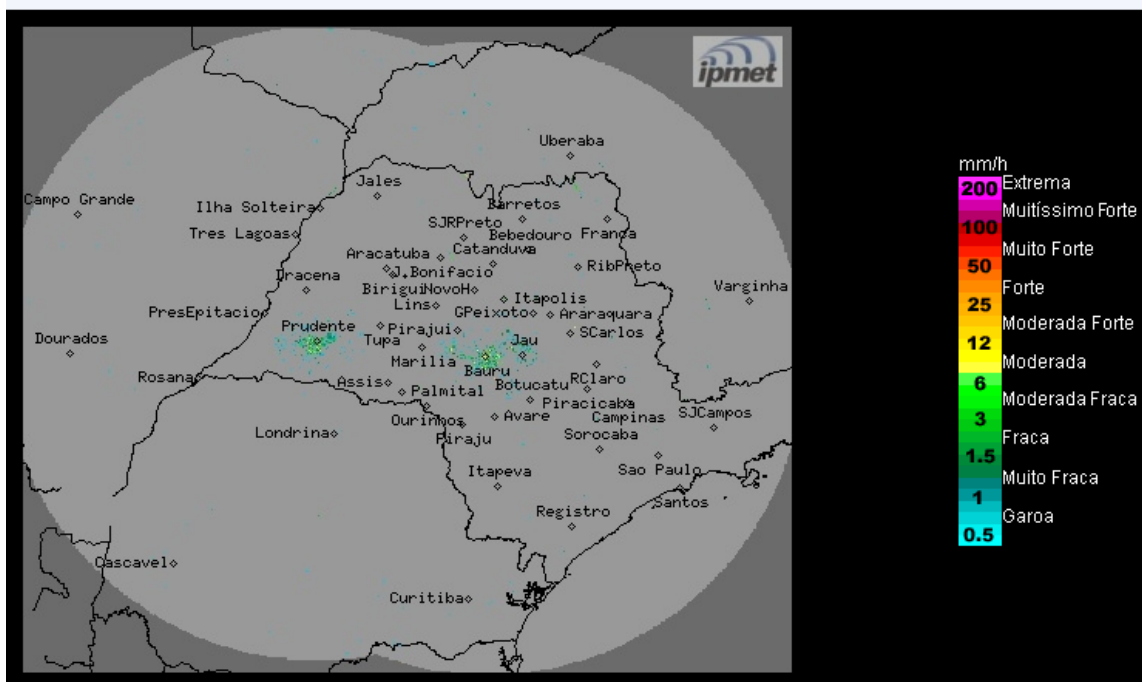 ipmet
Uberaba
Campo Grande
Jales
Ilha Solteira
Barretos
SJRPreto
Tres Lagoas
Bebedouro
Franca
Aracatuba
Catanduva
Dracena
J.Bonifacio
RibPreto
Birigui
NovoH
Varginha
Lins
Itapolis
PresEpitacio
GPeixoto
Araraquara
Prudente
Pirajui
SCarlos
Dourados
Tupa
Jau
Marilia
Bauru
Rosana
Assis
Botucatu
RClaro
Palmital
Piracicaba
Ourinhos
Avare
Campinas
SJCampos
Londrina
Piraju
Sorocaba
Itapeva
Sao Paulo
Santos
Registro
Cascavel
Curitiba
mm/h
200 Extrema
Muitíssimo Forte
100
Muito Forte
50
Forte
25
Moderada Forte
12
Moderada
6
Moderada Fraca
3
Fraca
1.5
Muito Fraca
1
Garoa
0.5